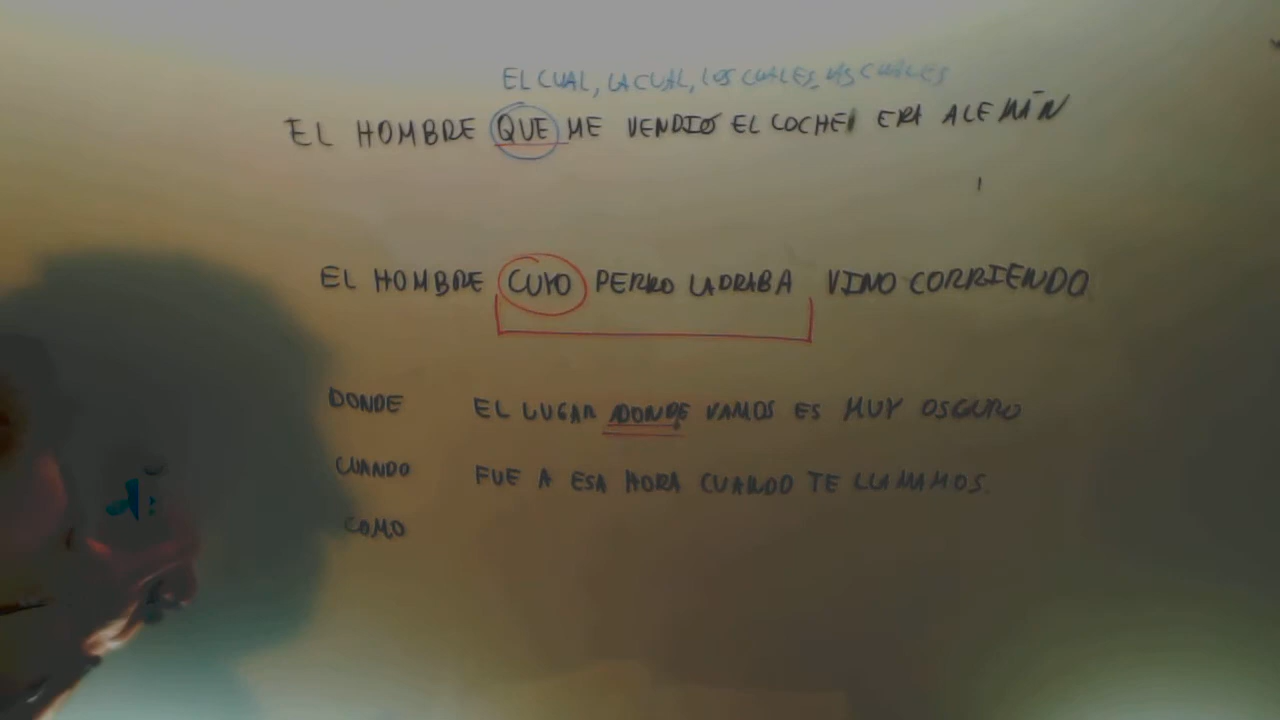 EL CUAL, LA CUAL, LOS CUALES, LAS CUALES
EL HOMBRE QUE ME VENDIÓ EL COCHE ERA ALEMÁN
EL HOMBRE CUYO PERRO LADRABA VINO CORRIENDO
DONDE EL LUGAR DONDE VAMOS ES MUY OSCURO
CUANDO FUE A ESA HORA CUANDO TE LLAMAMOS.
COMO